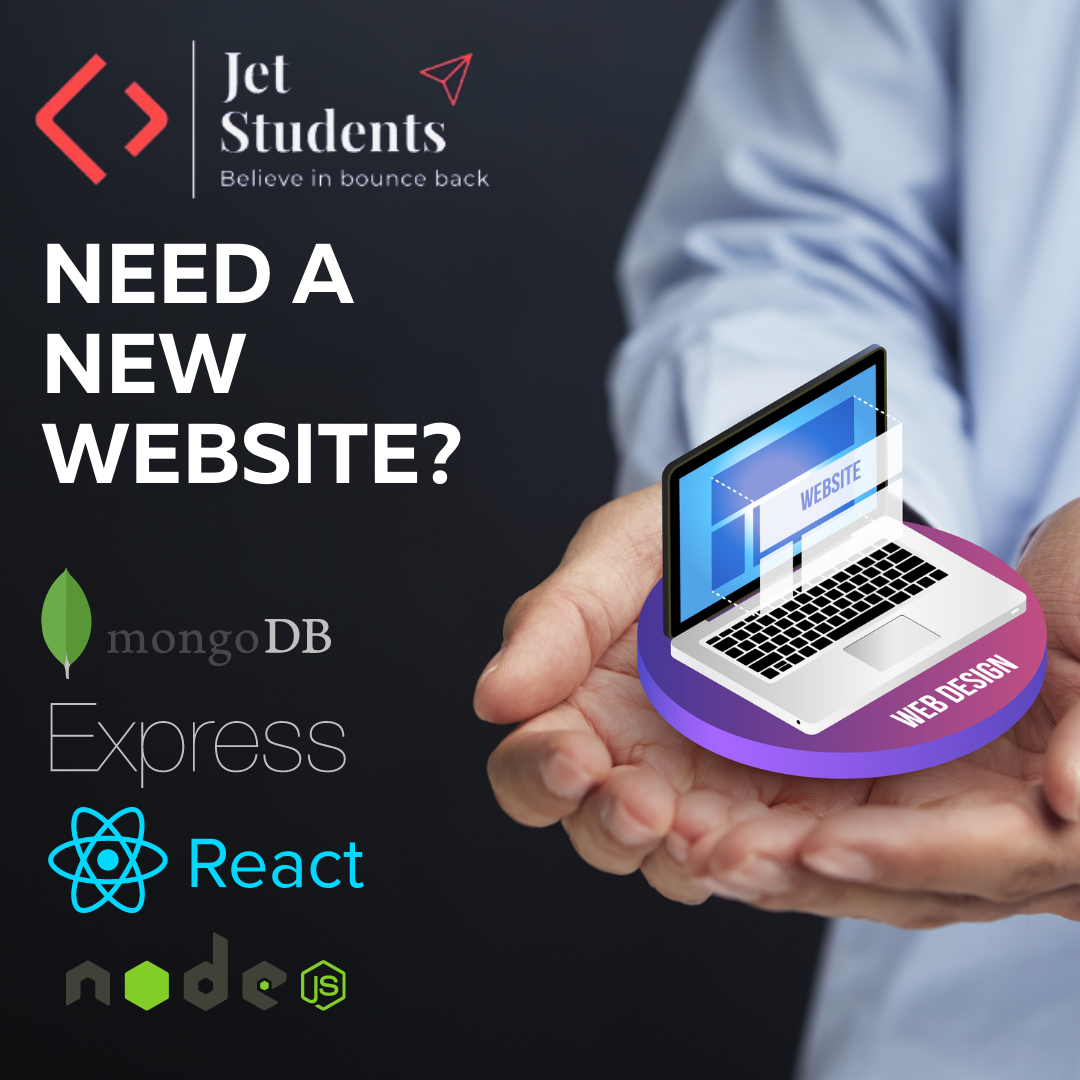 Jet
Students
Believe in bounce back
NEED A
NEW
WEBSITE?
WEBSITE
WEB DESIGN
mongoDB
Express
React
node
JS